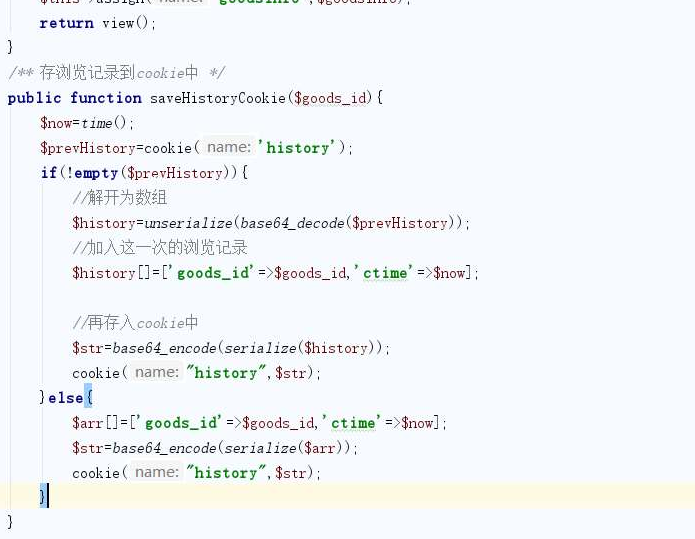 $this->assign( name: "goodsInfo",$goodsInfo);
return view();
}
/** 存浏览记录到cookie中 */
public function saveHistoryCookie($goods_id){
$now=time();
$prevHistory=cookie( name: 'history');
if(!empty($prevHistory)){
//解开为数组
$history=unserialize(base64_decode($prevHistory));
//加入这一次的浏览记录
$history[]=['goods_id'=>$goods_id,'ctime'=>$now];
//再存入cookie中
$str=base64_encode(serialize($history));
cookie( name: "history",$str);
}else{
$arr[]=['goods_id'=>$goods_id,'ctime'=>$now];
$str=base64_encode(serialize($arr));
cookie( name: "history",$str);
}
}